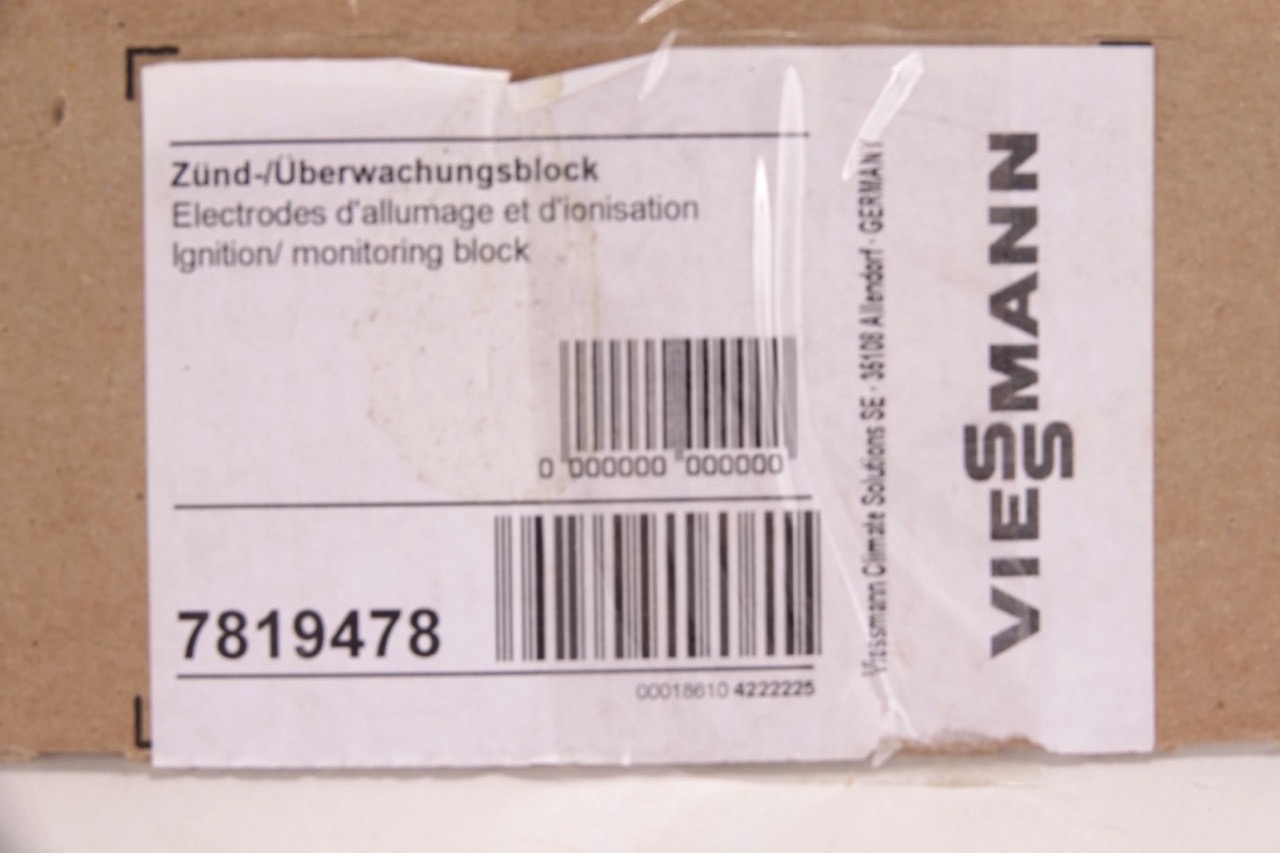 Zünd-/Überwachungsblock
Electrodes d'allumage et d'ionisation
Ignition/ monitoring block
0 000000 000000
7819478
00018610 4222225
Viessmann Climate Solutions SE · 35108 Allendorf · GERMANY
VIESSMANN